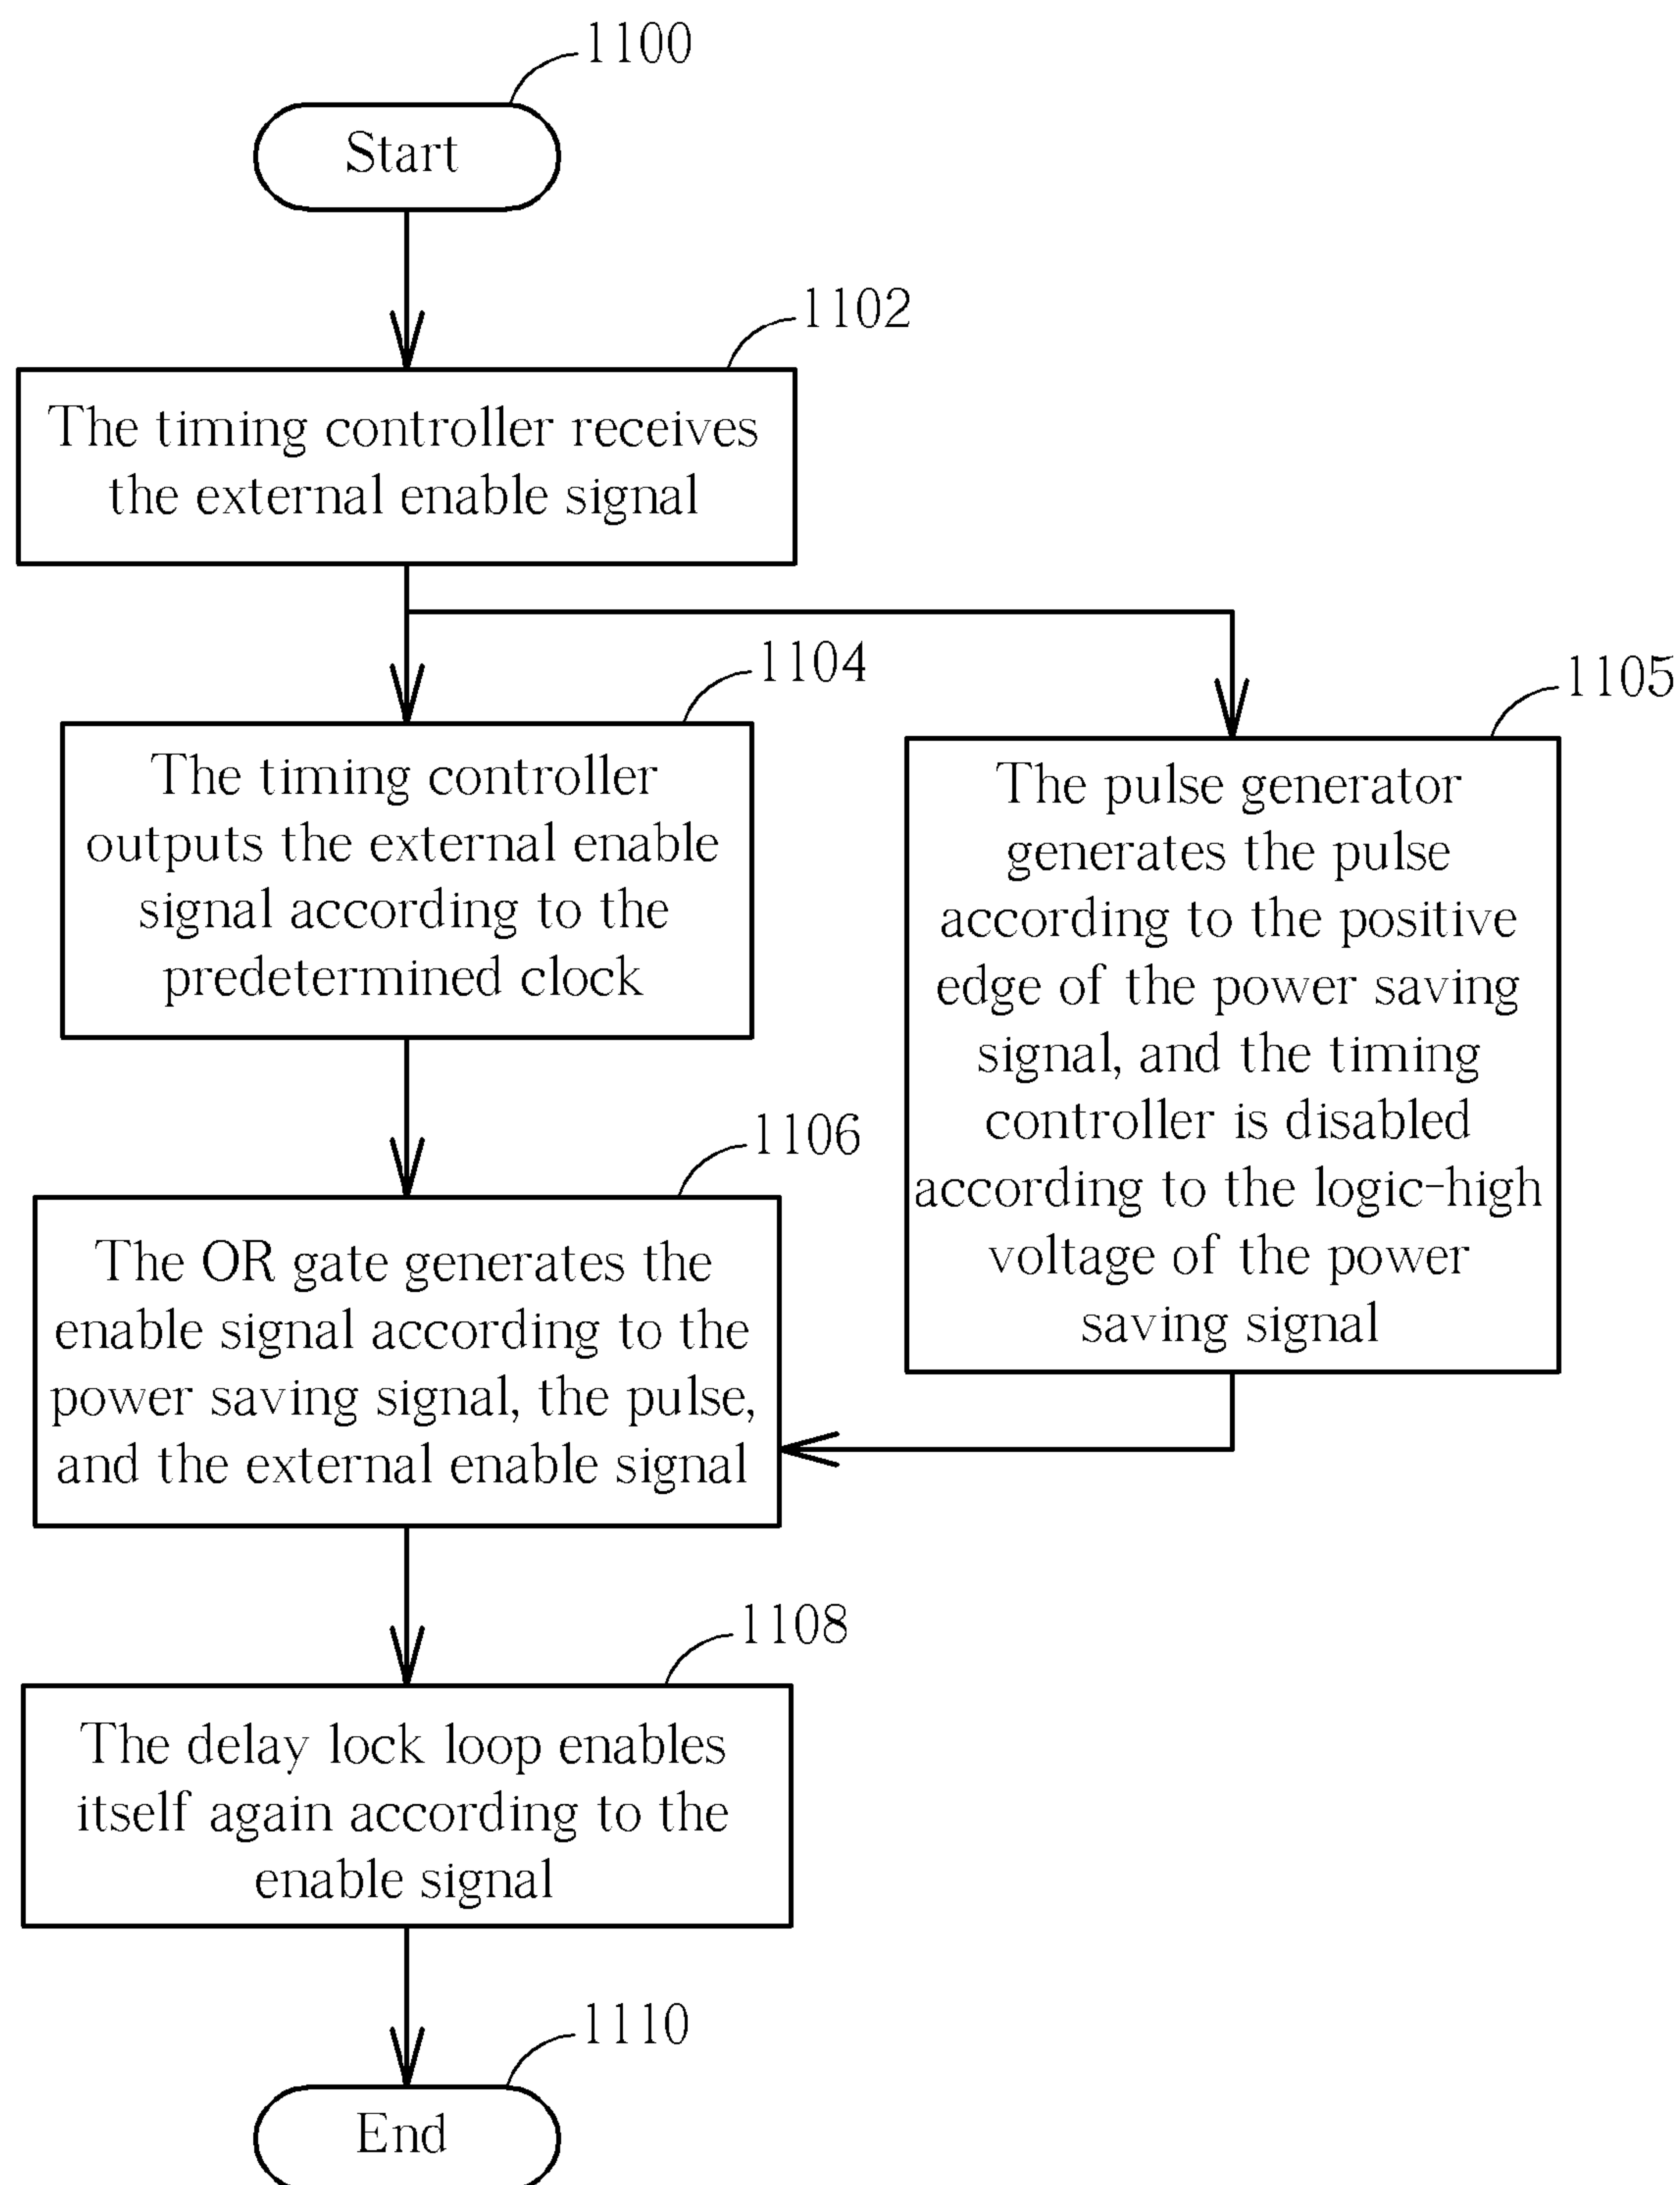 1100
Start
1102
The timing controller receives
the external enable signal
1104
The timing controller
outputs the external enable
signal according to the
predetermined clock
1105
The pulse generator
generates the pulse
according to the positive
edge of the power saving
signal, and the timing
controller is disabled
according to the logic-high
voltage of the power
saving signal
1106
The OR gate generates the
enable signal according to the
power saving signal, the pulse,
and the external enable signal
1108
The delay lock loop enables
itself again according to the
enable signal
1110
End